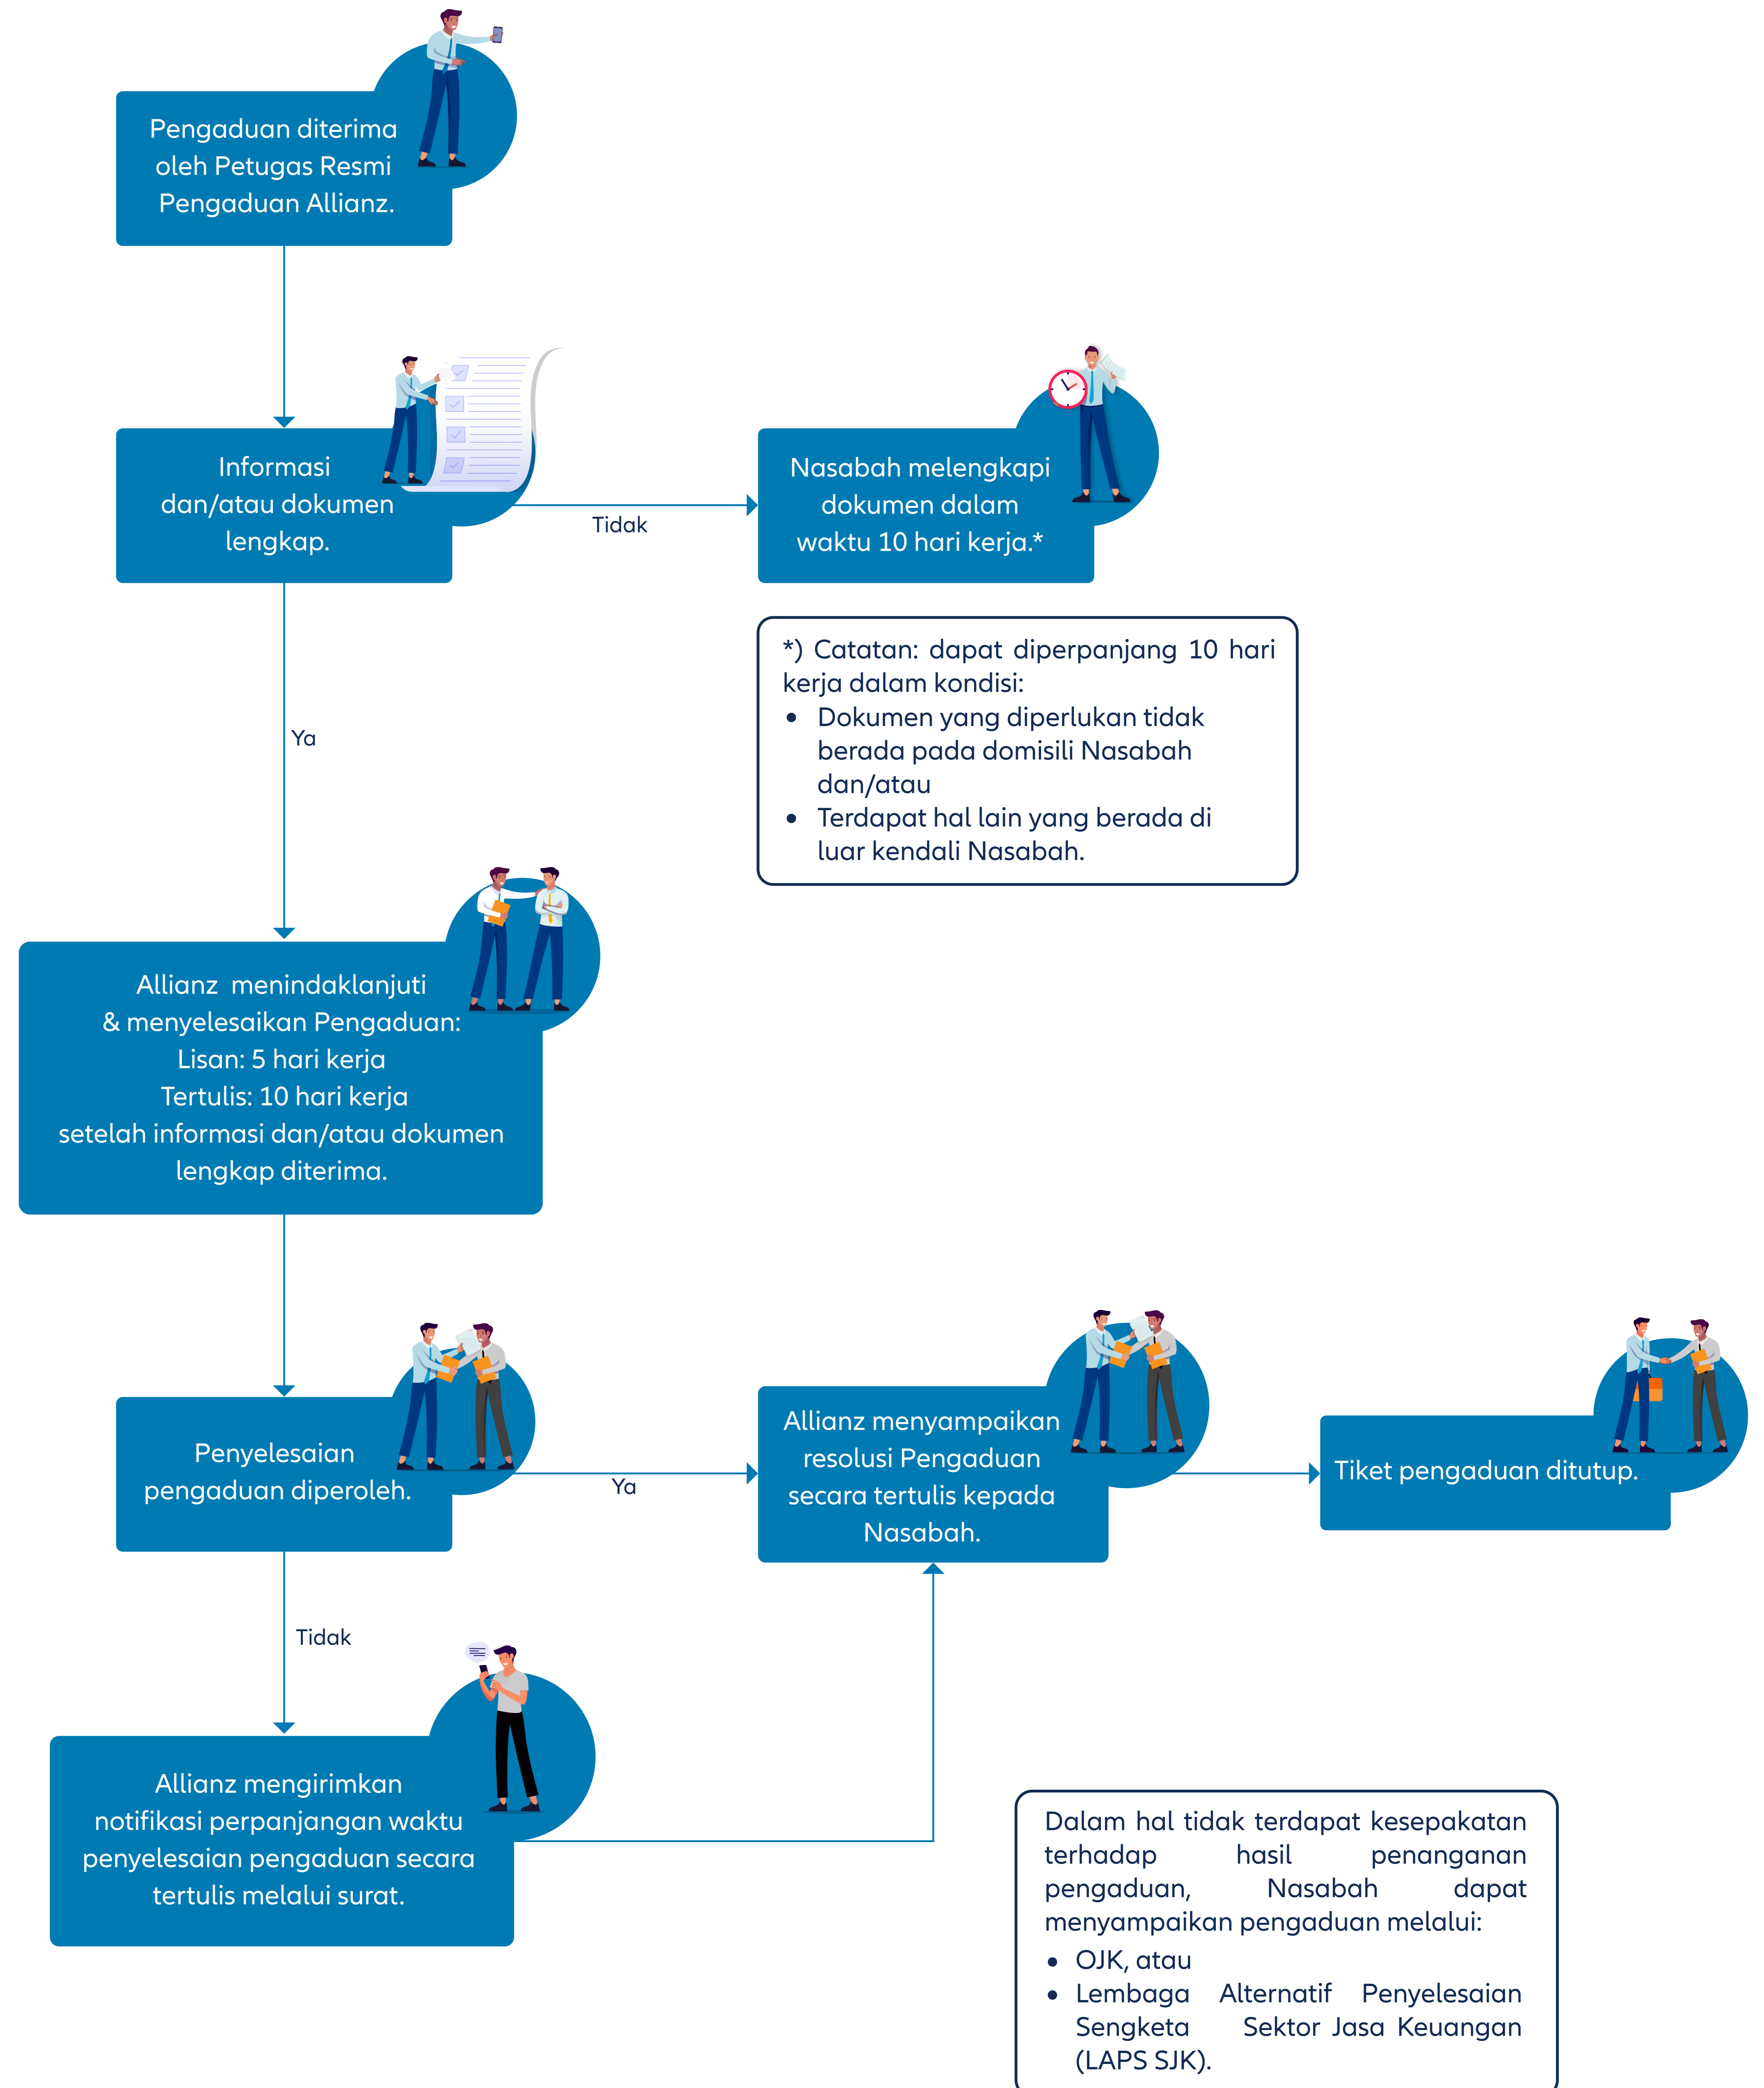 Pengaduan diterima
oleh Petugas Resmi
Pengaduan Allianz.
Informasi
dan/atau dokumen
lengkap.
Tidak
Nasabah melengkapi
dokumen dalam
waktu 10 hari kerja.*
*) Catatan: dapat diperpanjang 10 hari
kerja dalam kondisi:
• Dokumen yang diperlukan tidak
berada pada domisili Nasabah
dan/atau
• Terdapat hal lain yang berada di
luar kendali Nasabah.
Ya
Allianz menindaklanjuti
& menyelesaikan Pengaduan:
Lisan: 5 hari kerja
Tertulis: 10 hari kerja
setelah informasi dan/atau dokumen
lengkap diterima.
Penyelesaian
pengaduan diperoleh.
Ya
Allianz menyampaikan
resolusi Pengaduan
secara tertulis kepada
Nasabah.
Tiket pengaduan ditutup.
Tidak
Allianz mengirimkan
notifikasi perpanjangan waktu
penyelesaian pengaduan secara
tertulis melalui surat.
Dalam hal tidak terdapat kesepakatan
terhadap hasil penanganan
pengaduan, Nasabah dapat
menyampaikan pengaduan melalui:
• OJK, atau
• Lembaga Alternatif Penyelesaian
Sengketa Sektor Jasa Keuangan
(LAPS SJK).